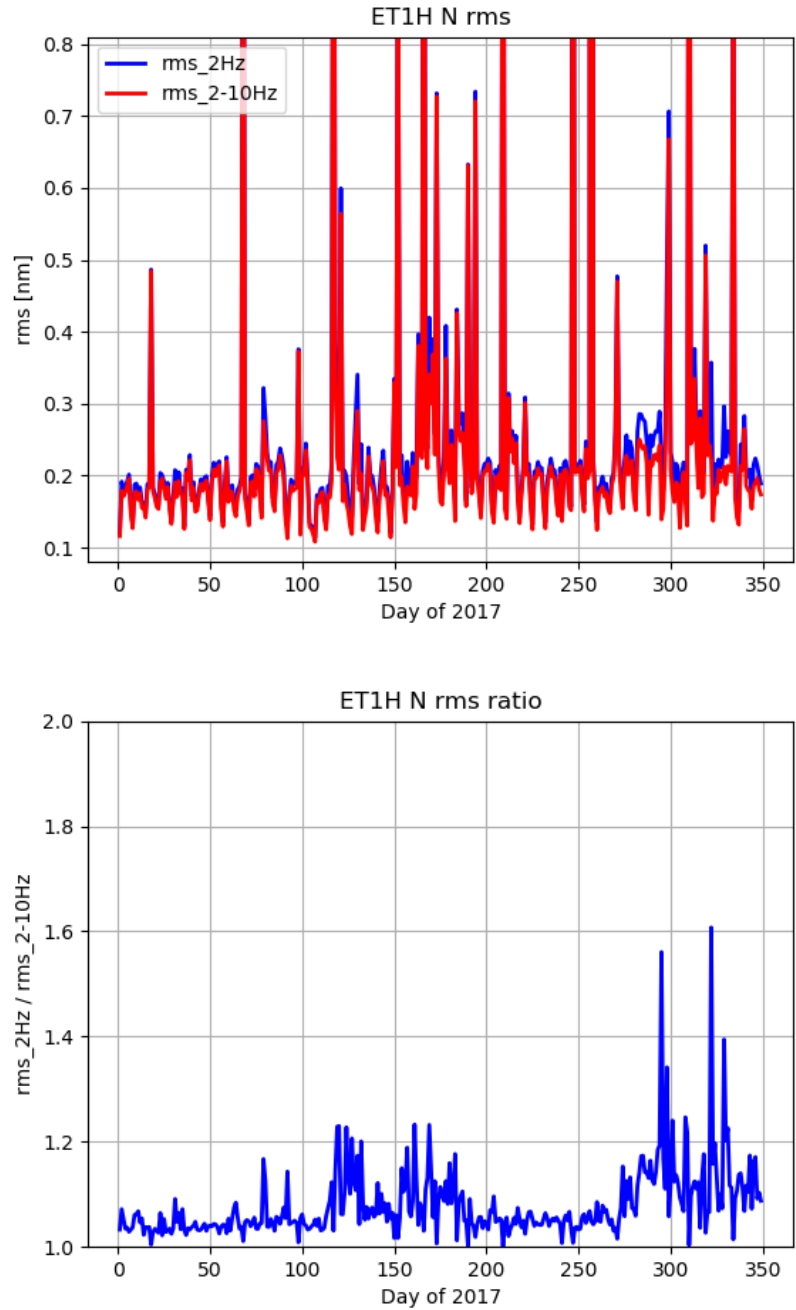 ET1H N rms
rms_2Hz
rms_2-10Hz
0.8
0.7
0.6
0.5
0.4
0.3
0.2
0.1
rms [nm]
0 50 100 150 200 250 300 350
Day of 2017
ET1H N rms ratio
2.0
1.8
1.6
1.4
1.2
1.0
rms_2Hz / rms_2-10Hz
0 50 100 150 200 250 300 350
Day of 2017